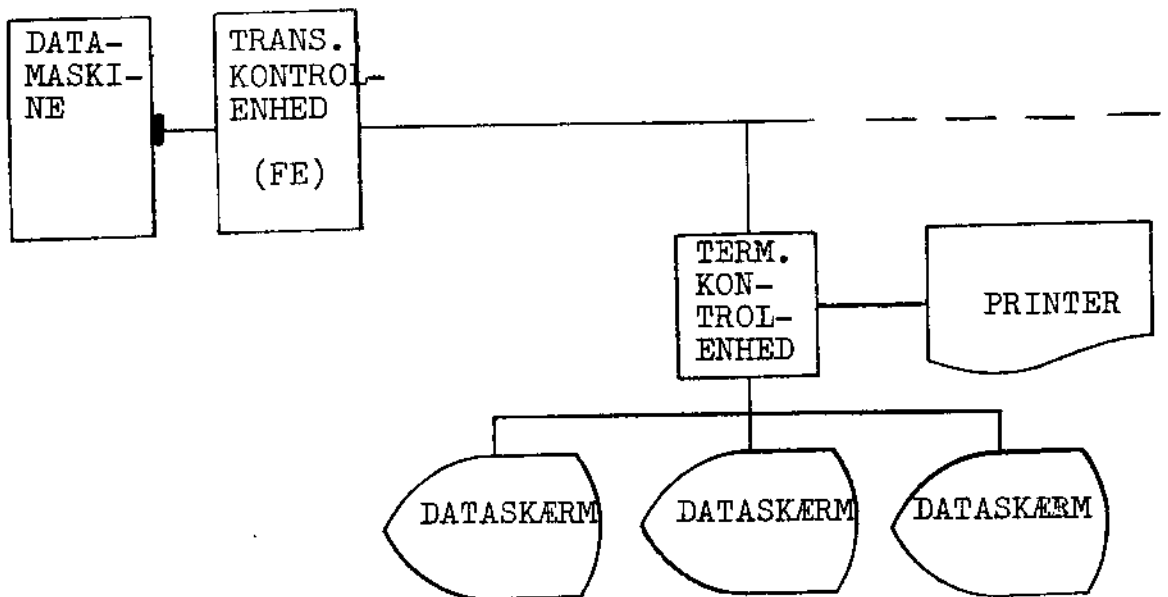 DATA-
MASKI-
NE
TRANS.
KONTROL-
ENHED
(FE)
TERM.
KON-
TROL-
ENHED
PRINTER
DATASKÆRM
DATASKÆRM
DATASKÆRM